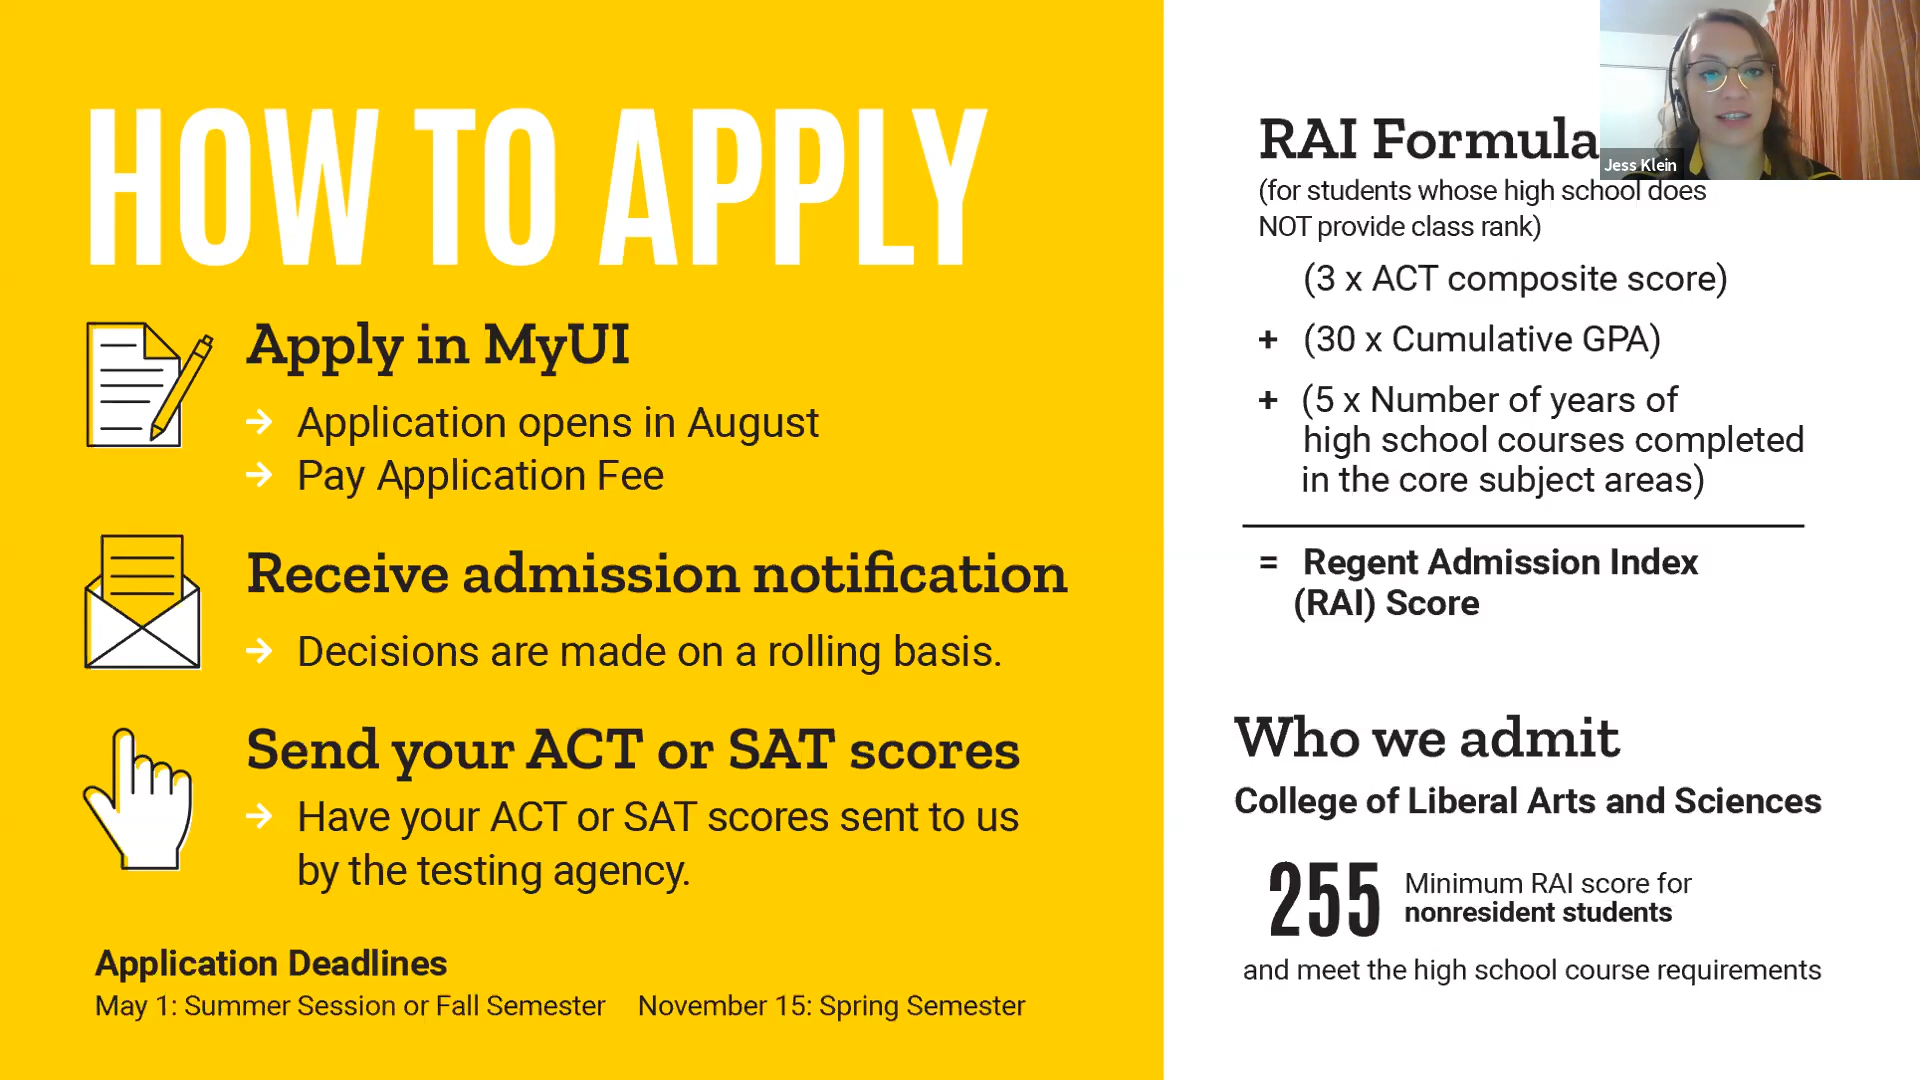 HOW TO APPLY
Apply in MyUI
→ Application opens in August
→ Pay Application Fee
Receive admission notification
→ Decisions are made on a rolling basis.
Send your ACT or SAT scores
→ Have your ACT or SAT scores sent to us
by the testing agency.
Application Deadlines
May 1: Summer Session or Fall Semester November 15: Spring Semester
Jess Klein
RAI Formula
(for students whose high school does
NOT provide class rank)
(3 x ACT composite score)
+ (30 x Cumulative GPA)
+ (5 x Number of years of
high school courses completed
in the core subject areas)
= Regent Admission Index
(RAI) Score
Who we admit
College of Liberal Arts and Sciences
255 Minimum RAI score for
nonresident students
and meet the high school course requirements